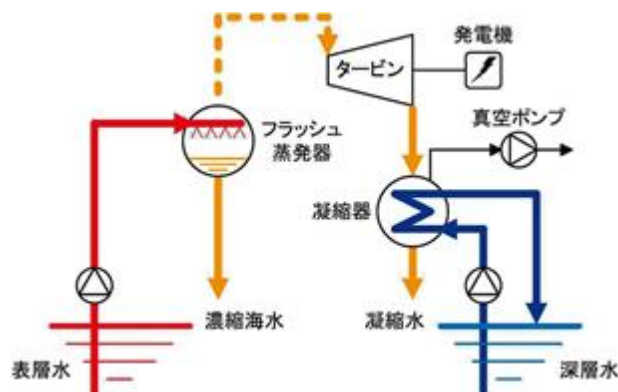 発電機
タービン
真空ポンプ
フラッシュ
蒸発器
凝縮器
濃縮海水
凝縮水
表層水
深層水